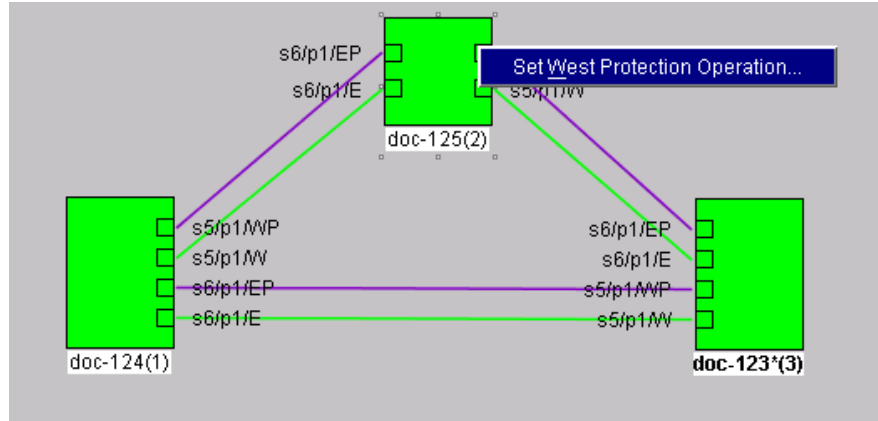 s6/p1/EP
Set West Protection Operation...
s6/p1/E
s5/p1/W
doc-125(2)
s5/p1/WP
s6/p1/EP
s5/p1/W
s6/p1/E
s6/p1/EP
s5/p1/WP
s6/p1/E
s5/p1/W
doc-124(1)
doc-123*(3)